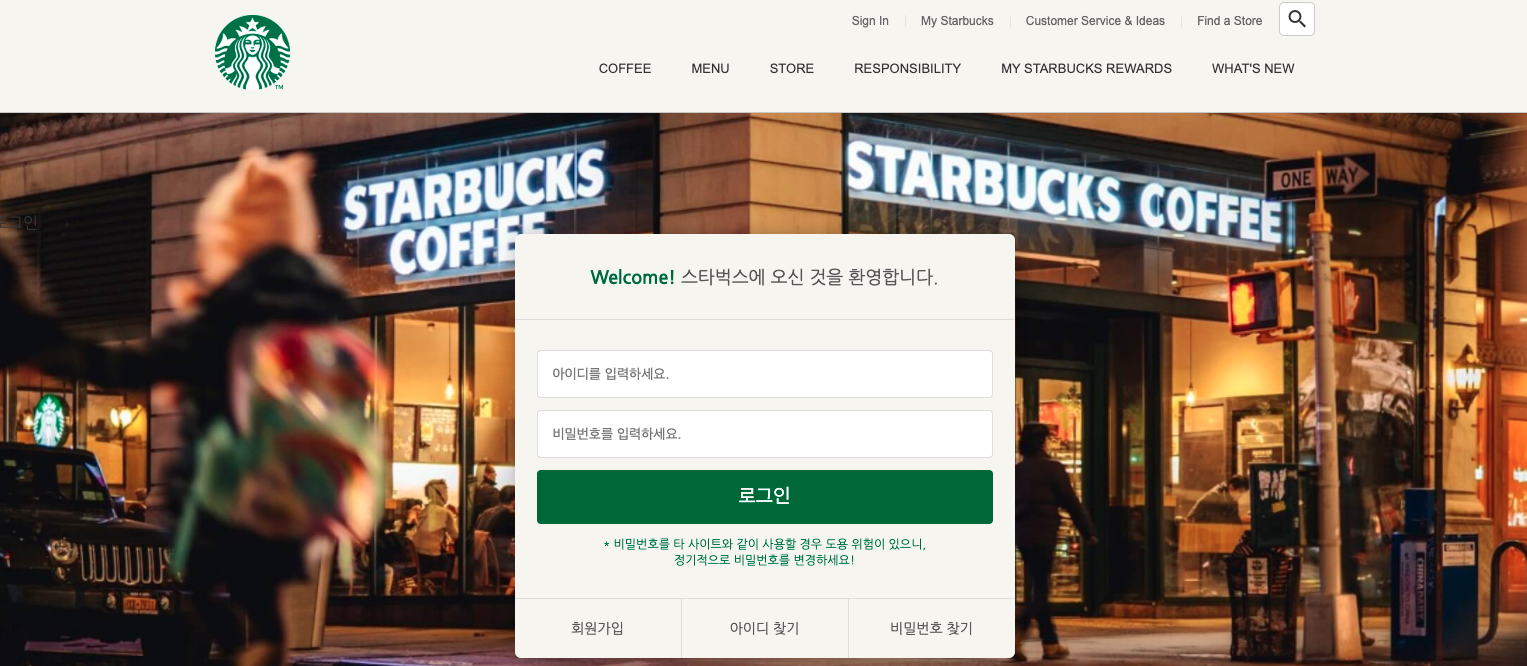 Sign In
My Starbucks
Customer Service & Ideas
Find a Store
TM
COFFEE
MENU
STORE
RESPONSIBILITY
MY STARBUCKS REWARDS
WHAT'S NEW
STARBUCKS
COFFEE
STARBUCKS COFFEE
ONE WAY
Welcome! 스타벅스에 오신 것을 환영합니다.
아이디를 입력하세요.
비밀번호를 입력하세요.
로그인
* 비밀번호를 타 사이트와 같이 사용할 경우 도용 위험이 있으니,
정기적으로 비밀번호를 변경하세요!
회원가입
아이디 찾기
비밀번호 찾기